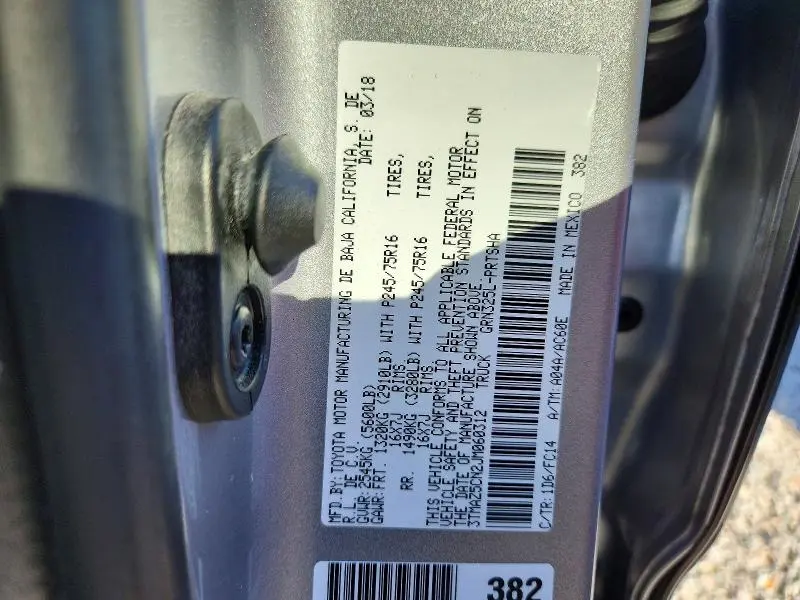 MFD.BY: TOYOTA MOTOR MANUFACTURING DE BAJA CALIFORNIA, S. DE
R.L. DE C.V. DATE: 03/18
GVWR: 2545KG (5600LB)
GAWR: FRT. 1320KG (2910LB) WITH P245/75R16 TIRES,
16X7J RIMS
RR. 1490KG (3280LB) WITH P245/75R16 TIRES,
16X7J RIMS.
THIS VEHICLE CONFORMS TO ALL APPLICABLE FEDERAL MOTOR
VEHICLE SAFETY AND THEFT PREVENTION STANDARDS IN EFFECT ON
THE DATE OF MANUFACTURE SHOWN ABOVE.
3TMAZ5CN2JM060312 TRUCK GRN325L-PRTSHA
C/TR: 1D6/FC14 A/TM: A04A/AC60E MADE IN MEXICO 382
382